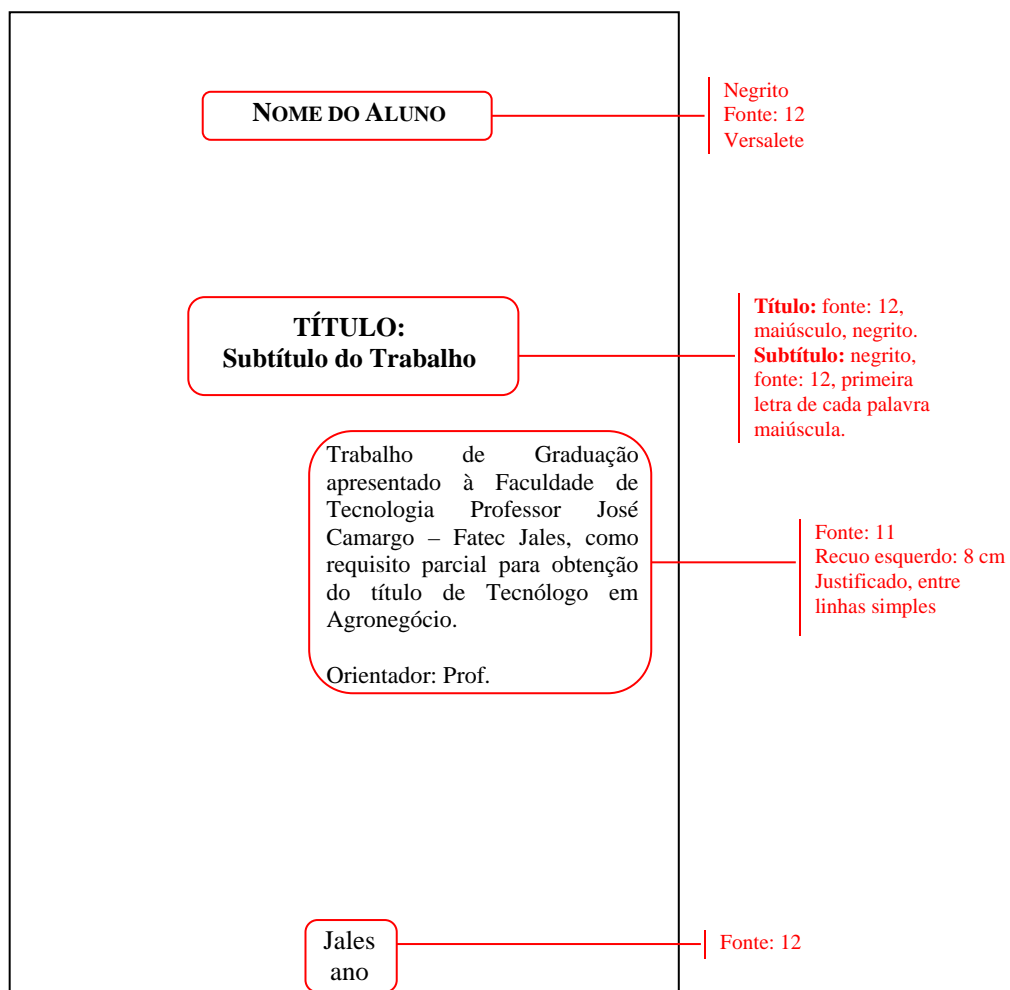 NOME DO ALUNO
Negrito
Fonte: 12
Versalete
TÍTULO:
Subtítulo do Trabalho
Título: fonte: 12,
maiúsculo, negrito.
Subtítulo: negrito,
fonte: 12, primeira
letra de cada palavra
maiúscula.
Trabalho de Graduação
apresentado à Faculdade de
Tecnologia Professor José
Camargo – Fatec Jales, como
requisito parcial para obtenção
do título de Tecnólogo em
Agronegócio.
Orientador: Prof.
Fonte: 11
Recuo esquerdo: 8 cm
Justificado, entre
linhas simples
Jales
ano
Fonte: 12